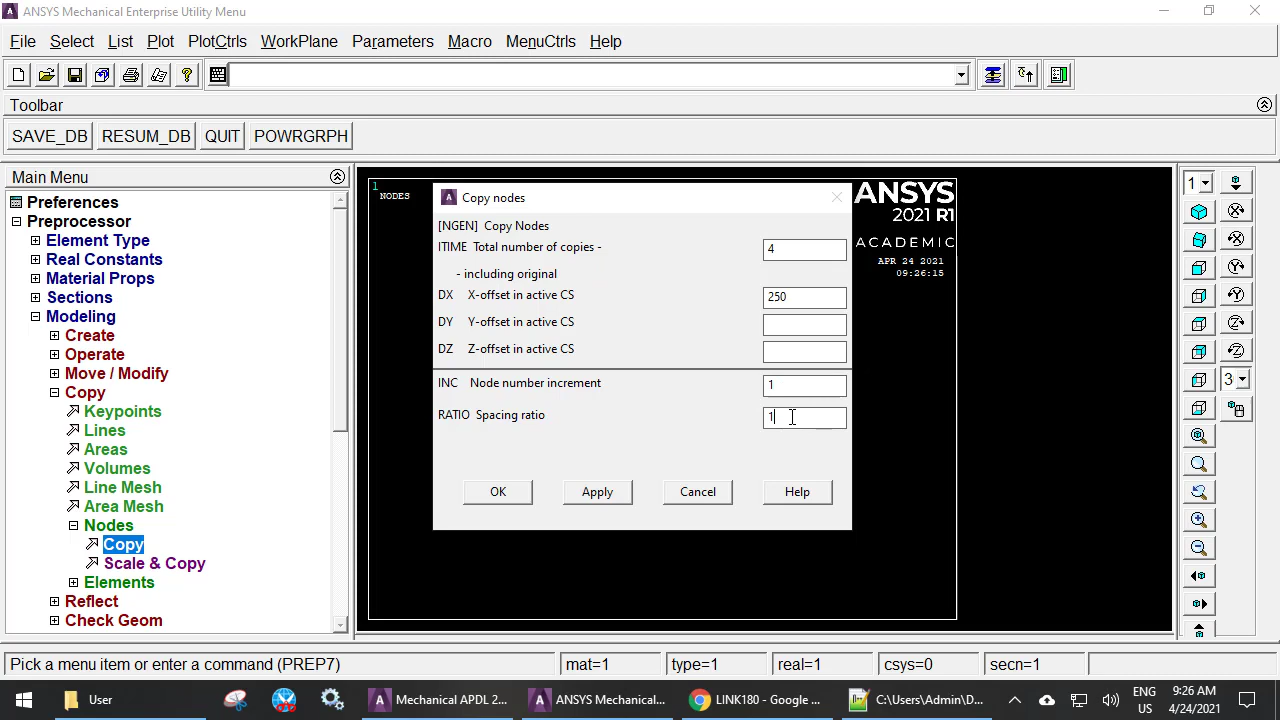 ANSYS Mechanical Enterprise Utility Menu
File Select List Plot PlotCtrls WorkPlane Parameters Macro MenuCtrls Help
Toolbar
SAVE_DB RESUM_DB QUIT POWRGRPH
Main Menu
Preferences
Preprocessor
Element Type
Real Constants
Material Props
Sections
Modeling
Create
Operate
Move / Modify
Copy
Keypoints
Lines
Areas
Volumes
Line Mesh
Area Mesh
Nodes
Copy
Scale & Copy
Elements
Reflect
Check Geom
1
NODES
ANSYS
2021 R1
ACADEMIC
APR 24 2021
09:26:15
Copy nodes
[NGEN] Copy Nodes
ITIME Total number of copies - 4
- including original
DX X-offset in active CS 250
DY Y-offset in active CS
DZ Z-offset in active CS
INC Node number increment 1
RATIO Spacing ratio 1
OK Apply Cancel Help
1
3
Pick a menu item or enter a command (PREP7) mat=1 type=1 real=1 csys=0 secn=1
User Mechanical APDL 2... ANSYS Mechanical... LINK180 - Google ... C:\Users\Admin\D...
ENG
US
9:26 AM
4/24/2021